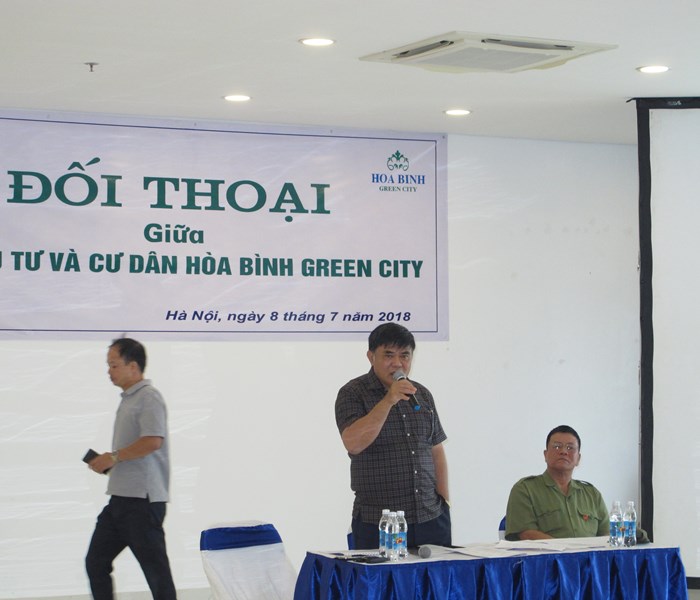 ĐỐI THOẠI
HOA BINH
GREEN CITY
Giữa
TƯ VÀ CƯ DÂN HÒA BÌNH GREEN CITY
Hà Nội, ngày 8 tháng 7 năm 2018